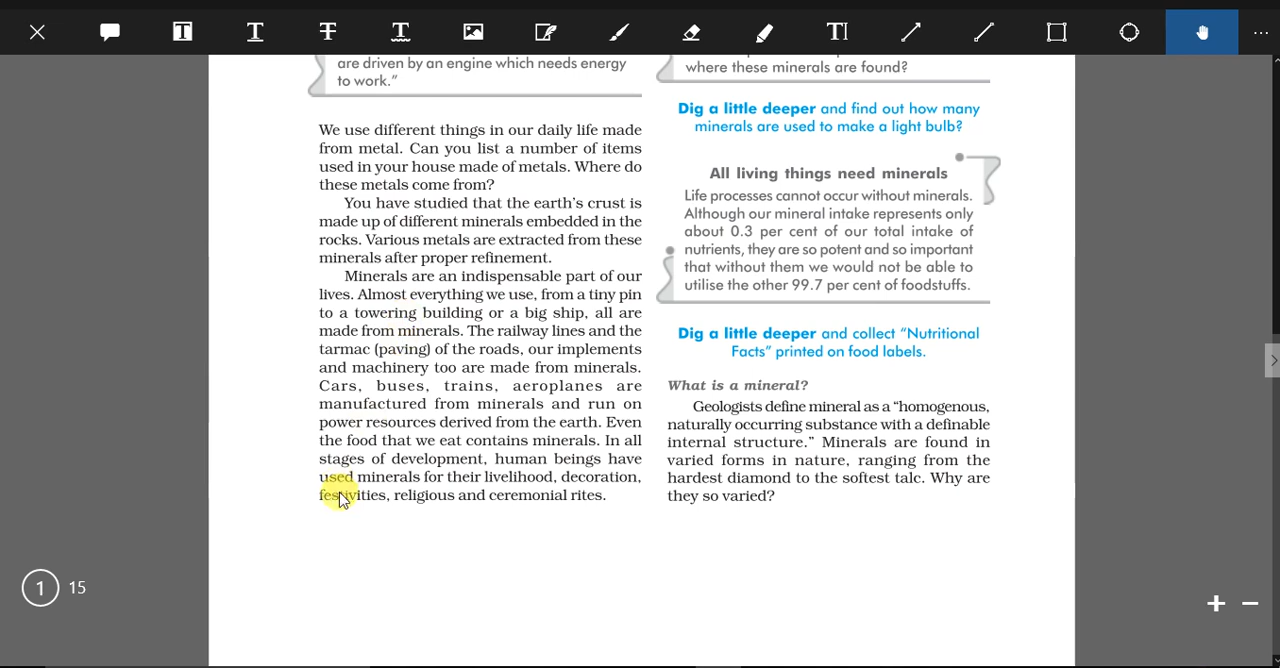 are driven by an engine which needs energy
to work.”
We use different things in our daily life made
from metal. Can you list a number of items
used in your house made of metals. Where do
these metals come from?
You have studied that the earth’s crust is
made up of different minerals embedded in the
rocks. Various metals are extracted from these
minerals after proper refinement.
Minerals are an indispensable part of our
lives. Almost everything we use, from a tiny pin
to a towering building or a big ship, all are
made from minerals. The railway lines and the
tarmac (paving) of the roads, our implements
and machinery too are made from minerals.
Cars, buses, trains, aeroplanes are
manufactured from minerals and run on
power resources derived from the earth. Even
the food that we eat contains minerals. In all
stages of development, human beings have
used minerals for their livelihood, decoration,
festivities, religious and ceremonial rites.
where these minerals are found?
Dig a little deeper and find out how many
minerals are used to make a light bulb?
All living things need minerals
Life processes cannot occur without minerals.
Although our mineral intake represents only
about 0.3 per cent of our total intake of
nutrients, they are so potent and so important
that without them we would not be able to
utilise the other 99.7 per cent of foodstuffs.
Dig a little deeper and collect “Nutritional
Facts” printed on food labels.
What is a mineral?
Geologists define mineral as a “homogenous,
naturally occurring substance with a definable
internal structure.” Minerals are found in
varied forms in nature, ranging from the
hardest diamond to the softest talc. Why are
they so varied?
1 15